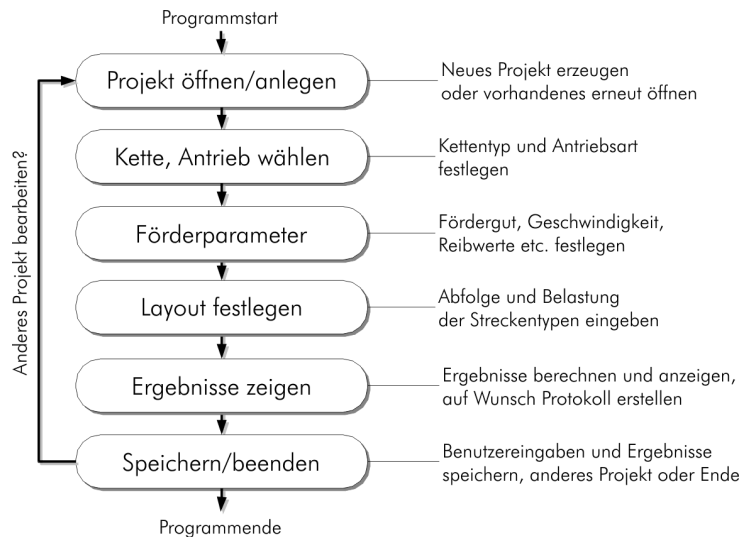 Programmstart
Projekt öffnen/anlegen
Neues Projekt erzeugen
oder vorhandenes erneut öffnen
Kette, Antrieb wählen
Kettentyp und Antriebsart
festlegen
Förderparameter
Fördergut, Geschwindigkeit,
Reibwerte etc. festlegen
Layout festlegen
Abfolge und Belastung
der Streckentypen eingeben
Ergebnisse zeigen
Ergebnisse berechnen und anzeigen,
auf Wunsch Protokoll erstellen
Speichern/beenden
Benutzereingaben und Ergebnisse
speichern, anderes Projekt oder Ende
Programmende
Anderes Projekt bearbeiten?